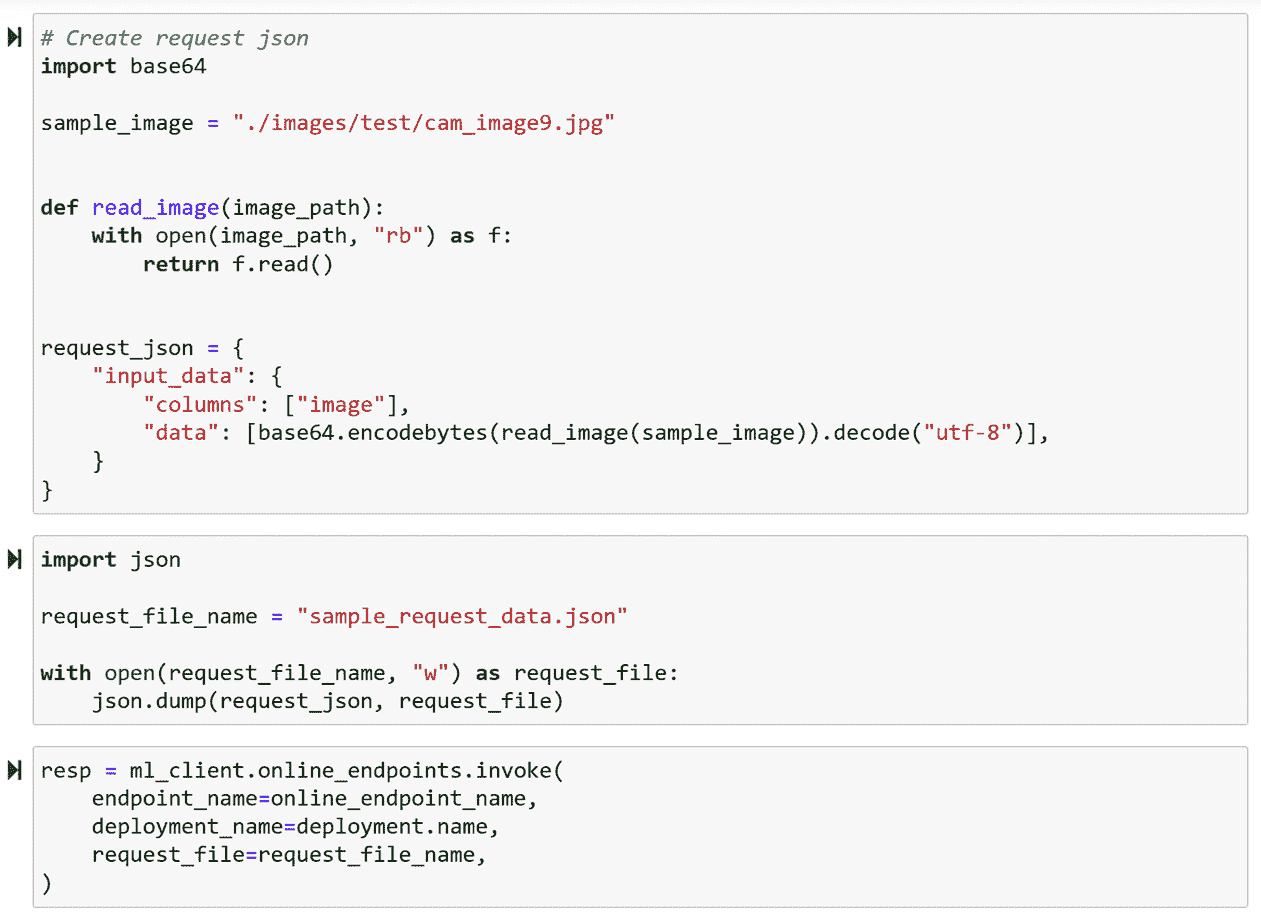 # Create request json
import base64

sample_image = "./images/test/cam_image9.jpg"


def read_image(image_path):
    with open(image_path, "rb") as f:
        return f.read()


request_json = {
    "input_data": {
        "columns": ["image"],
        "data": [base64.encodebytes(read_image(sample_image)).decode("utf-8")],
    }
}

import json

request_file_name = "sample_request_data.json"

with open(request_file_name, "w") as request_file:
    json.dump(request_json, request_file)

resp = ml_client.online_endpoints.invoke(
    endpoint_name=online_endpoint_name,
    deployment_name=deployment.name,
    request_file=request_file_name,
)